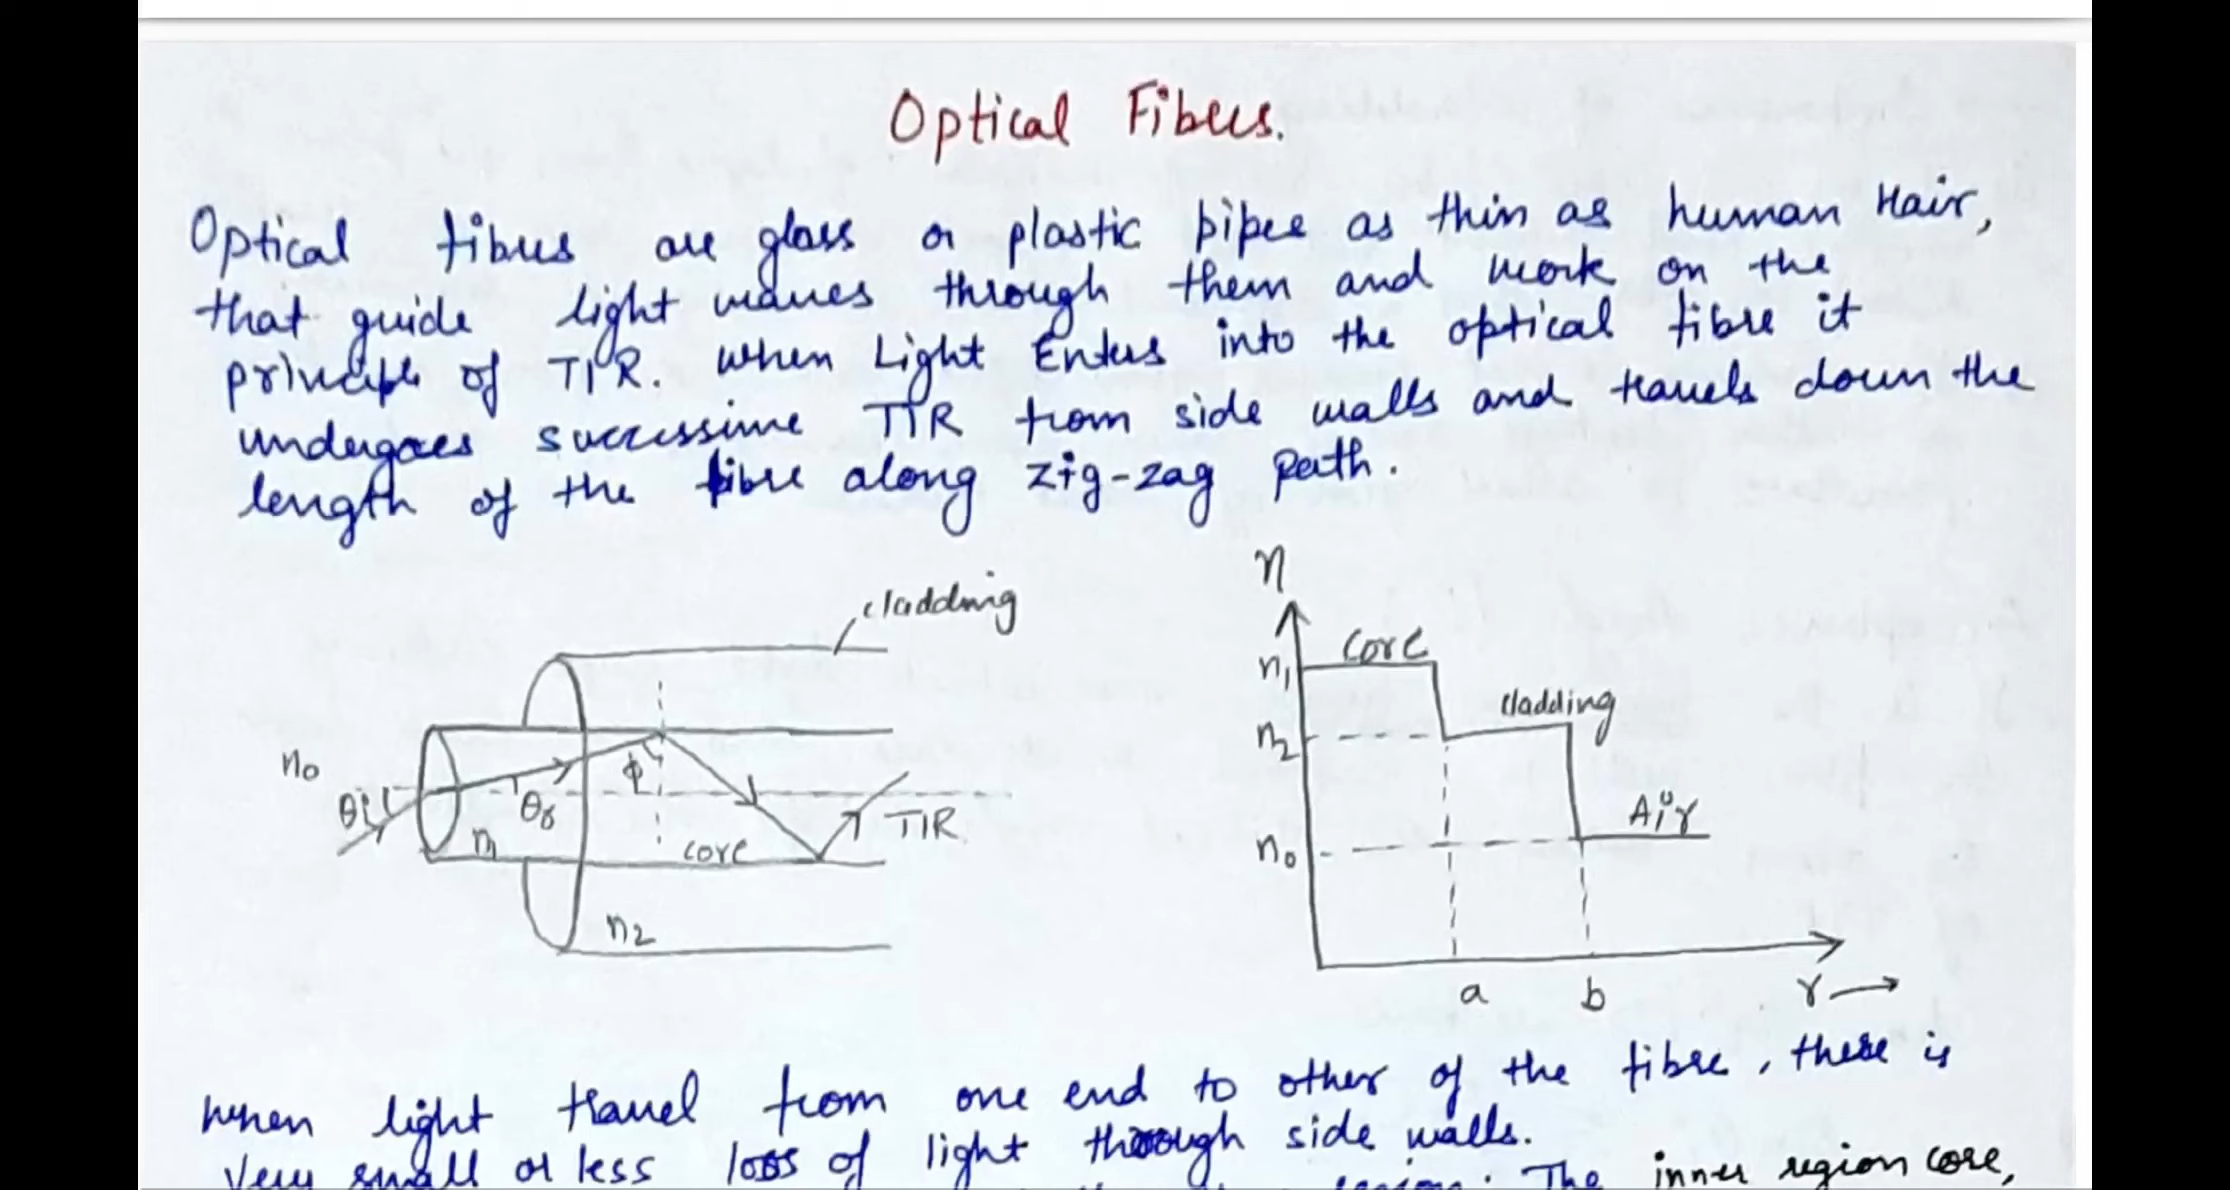 Optical Fibres.
Optical fibres are glass or plastic pipes as thin as human Hair,
that guide light waves through them and work on the
principle of TIR. when Light Enters into the optical fibre it
undergoes successive TIR from side walls and travels down the
length of the fibre along zig-zag path.
cladding
n0
θi
θr
n1
ϕ
core
TIR
n2
η
n1
core
n2
cladding
n0
Air
a
b
r
when light travel from one end to other of the fibre, there is
very small or less loss of light through side walls.
The inner region core,